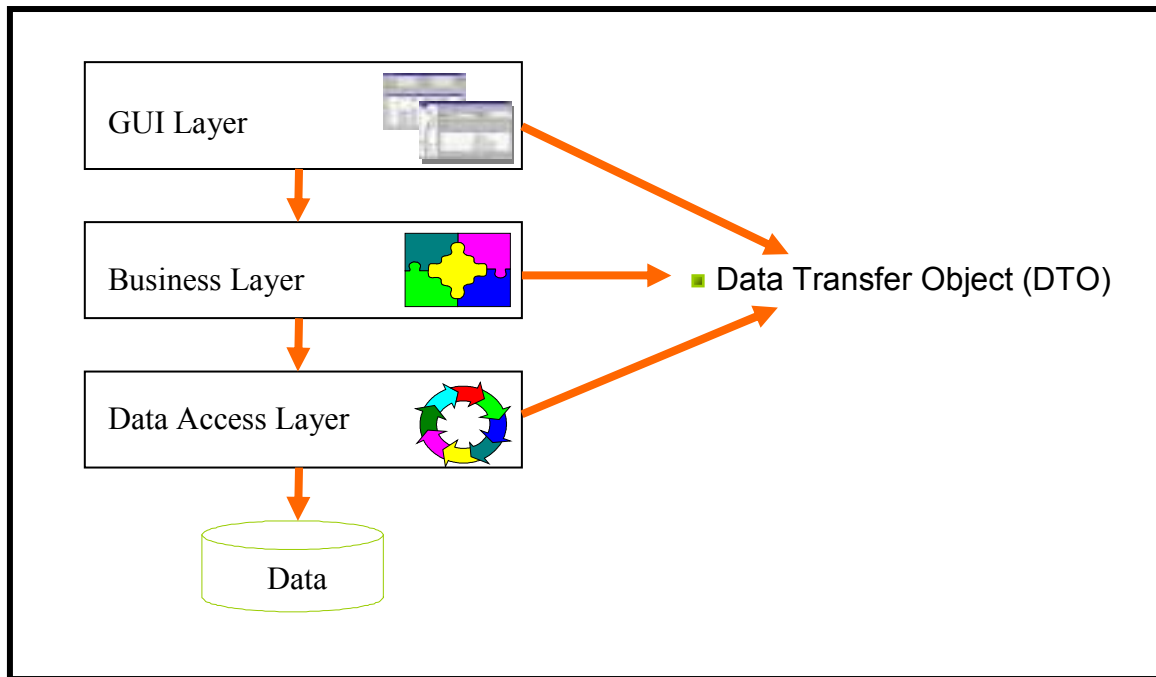 GUI Layer
Business Layer
Data Transfer Object (DTO)
Data Access Layer
Data